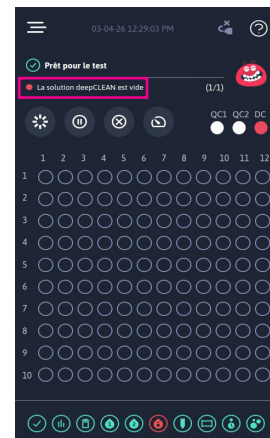 03-04-26 12:29:03 PM
Prêt pour le test
La solution deepCLEAN est vide (1/1)
QC1 QC2 DC
1 2 3 4 5 6 7 8 9 10 11 12
1
2
3
4
5
6
7
8
9
10